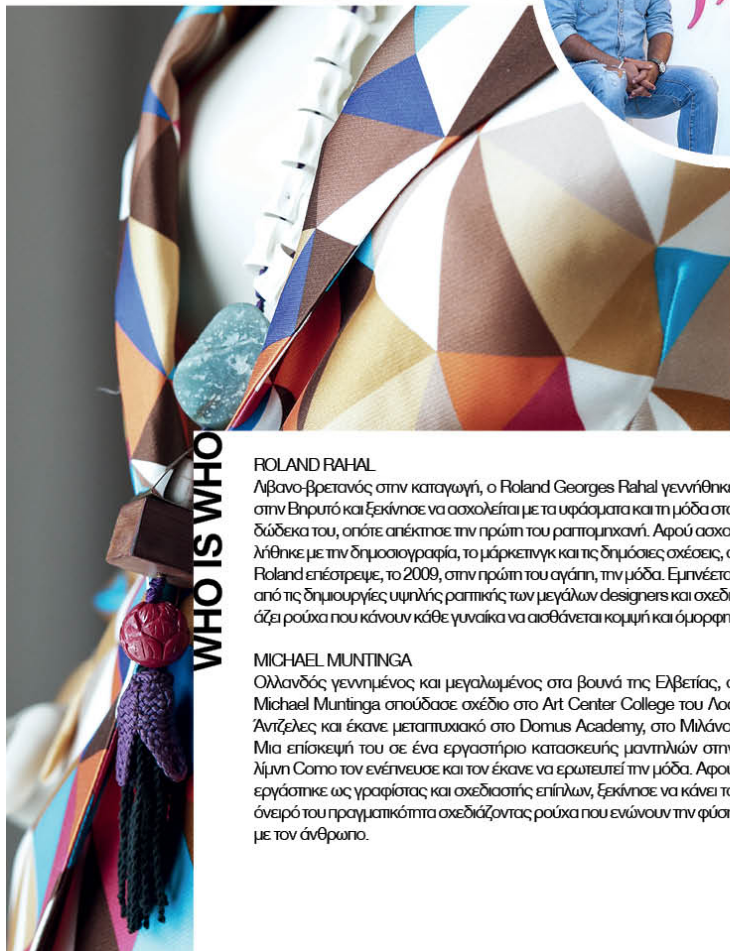 WHO IS WHO
ROLAND RAHAL
Λιβανο-βρετανός στην καταγωγή, ο Roland Georges Rahal γεννήθηκε
στην Βηρυτό και ξεκίνησε να ασχολείται με τα υφάσματα και τη μόδα στα
δώδεκα του, οπότε απέκτησε την πρώτη του ραπτομηχανή. Αφού ασχο-
λήθηκε με την δημοσιογραφία, το μάρκετινγκ και τις δημόσιες σχέσεις, ο
Roland επέστρεψε, το 2009, στην πρώτη του αγάπη, την μόδα. Εμπνέεται
από τις δημιουργίες υψηλής ραπτικής των μεγάλων designers και σχεδι-
άζει ρούχα που κάνουν κάθε γυναίκα να αισθάνεται κομψή και όμορφη.
MICHAEL MUNTINGA
Ολλανδός γεννημένος και μεγαλωμένος στα βουνά της Ελβετίας, ο
Michael Muntinga σπούδασε σχέδιο στο Art Center College του Λος
Άντζελες και έκανε μεταπτυχιακό στο Domus Academy, στο Μιλάνο.
Μια επίσκεψή του σε ένα εργαστήριο κατασκευής μαντηλιών στην
λίμνη Como τον ενέπνευσε και τον έκανε να ερωτευτεί την μόδα. Αφού
εργάστηκε ως γραφίστας και σχεδιαστής επίπλων, ξεκίνησε να κάνει το
όνειρό του πραγματικότητα σχεδιάζοντας ρούχα που ενώνουν την φύση
με τον άνθρωπο.